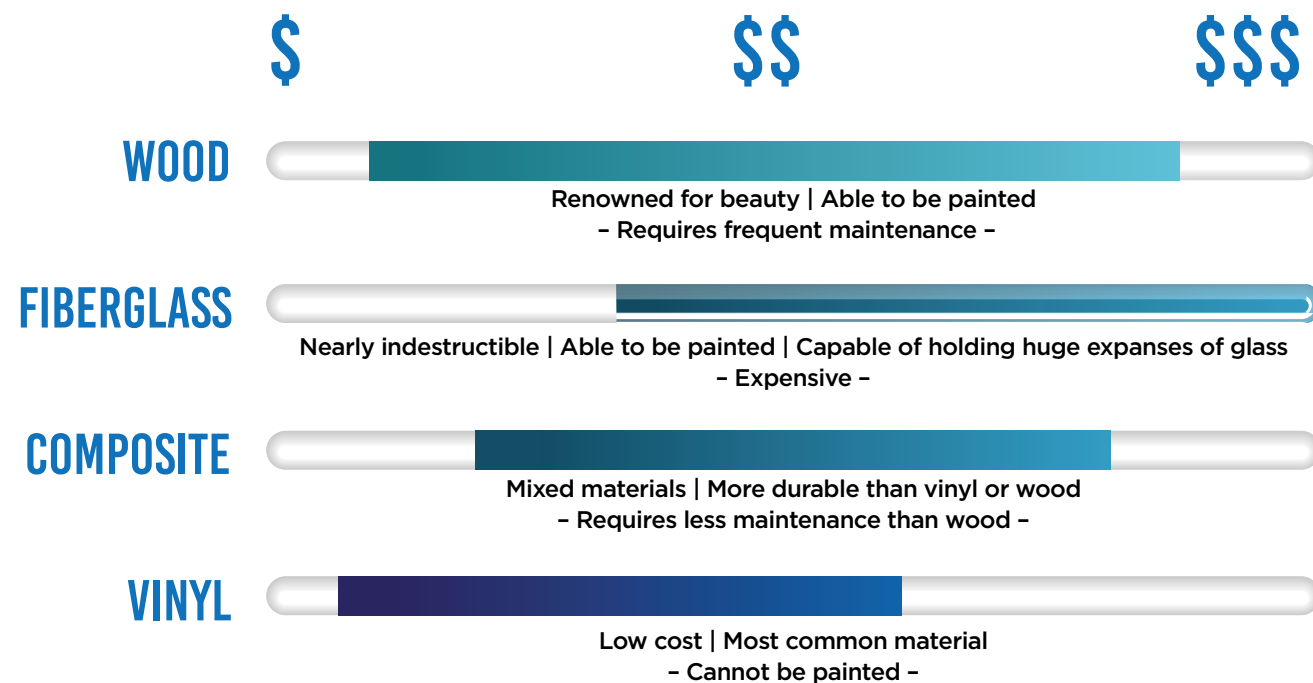 $ $$ $$$
WOOD
Renowned for beauty | Able to be painted
– Requires frequent maintenance –
FIBERGLASS
Nearly indestructible | Able to be painted | Capable of holding huge expanses of glass
– Expensive –
COMPOSITE
Mixed materials | More durable than vinyl or wood
– Requires less maintenance than wood –
VINYL
Low cost | Most common material
– Cannot be painted –